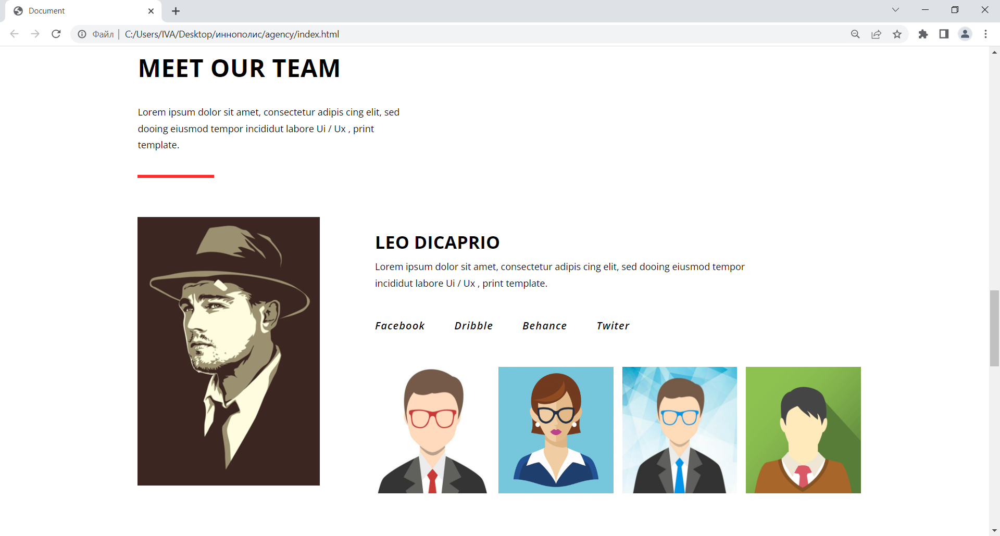 Document
Файл | C:/Users/IVA/Desktop/иннополис/agency/index.html
MEET OUR TEAM
Lorem ipsum dolor sit amet, consectetur adipis cing elit, sed
dooing eiusmod tempor incididut labore Ui / Ux , print
template.
LEO DICAPRIO
Lorem ipsum dolor sit amet, consectetur adipis cing elit, sed dooing eiusmod tempor
incididut labore Ui / Ux , print template.
Facebook Dribble Behance Twiter